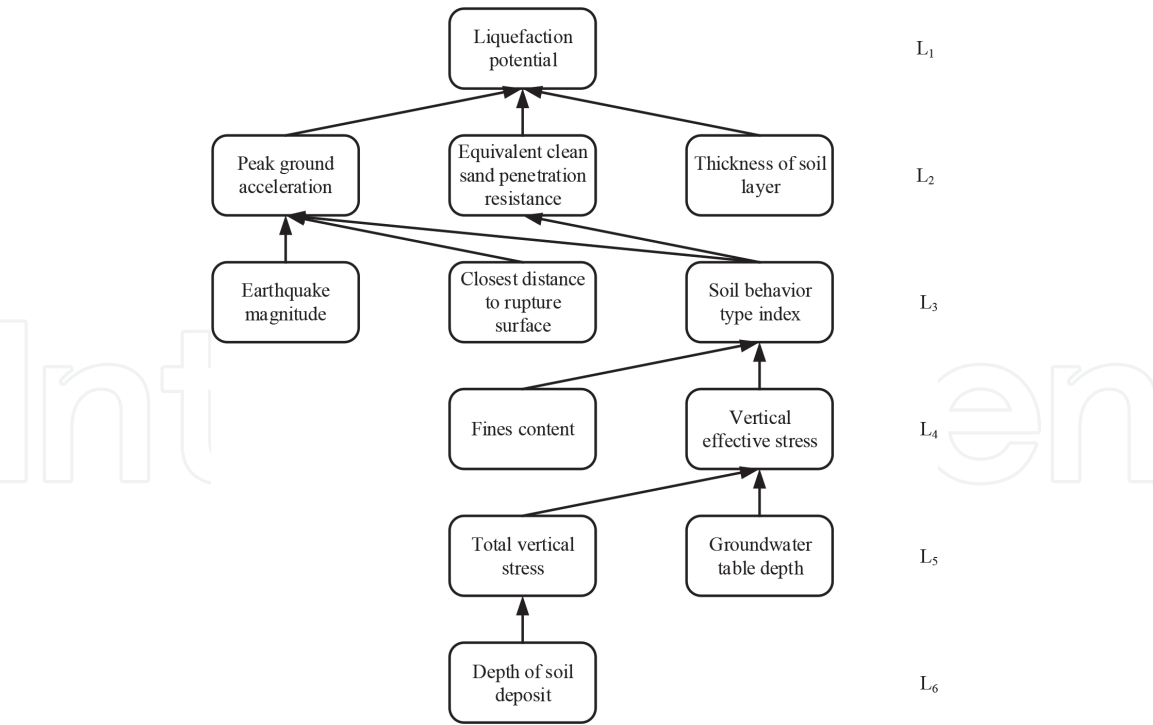 Liquefaction
potential
L₁
Peak ground
acceleration
Equivalent clean
sand penetration
resistance
Thickness of soil
layer
L₂
Earthquake
magnitude
Closest distance
to rupture
surface
Soil behavior
type index
L₃
Fines content
Vertical
effective stress
L₄
Total vertical
stress
Groundwater
table depth
L₅
Depth of soil
deposit
L₆
Int
en